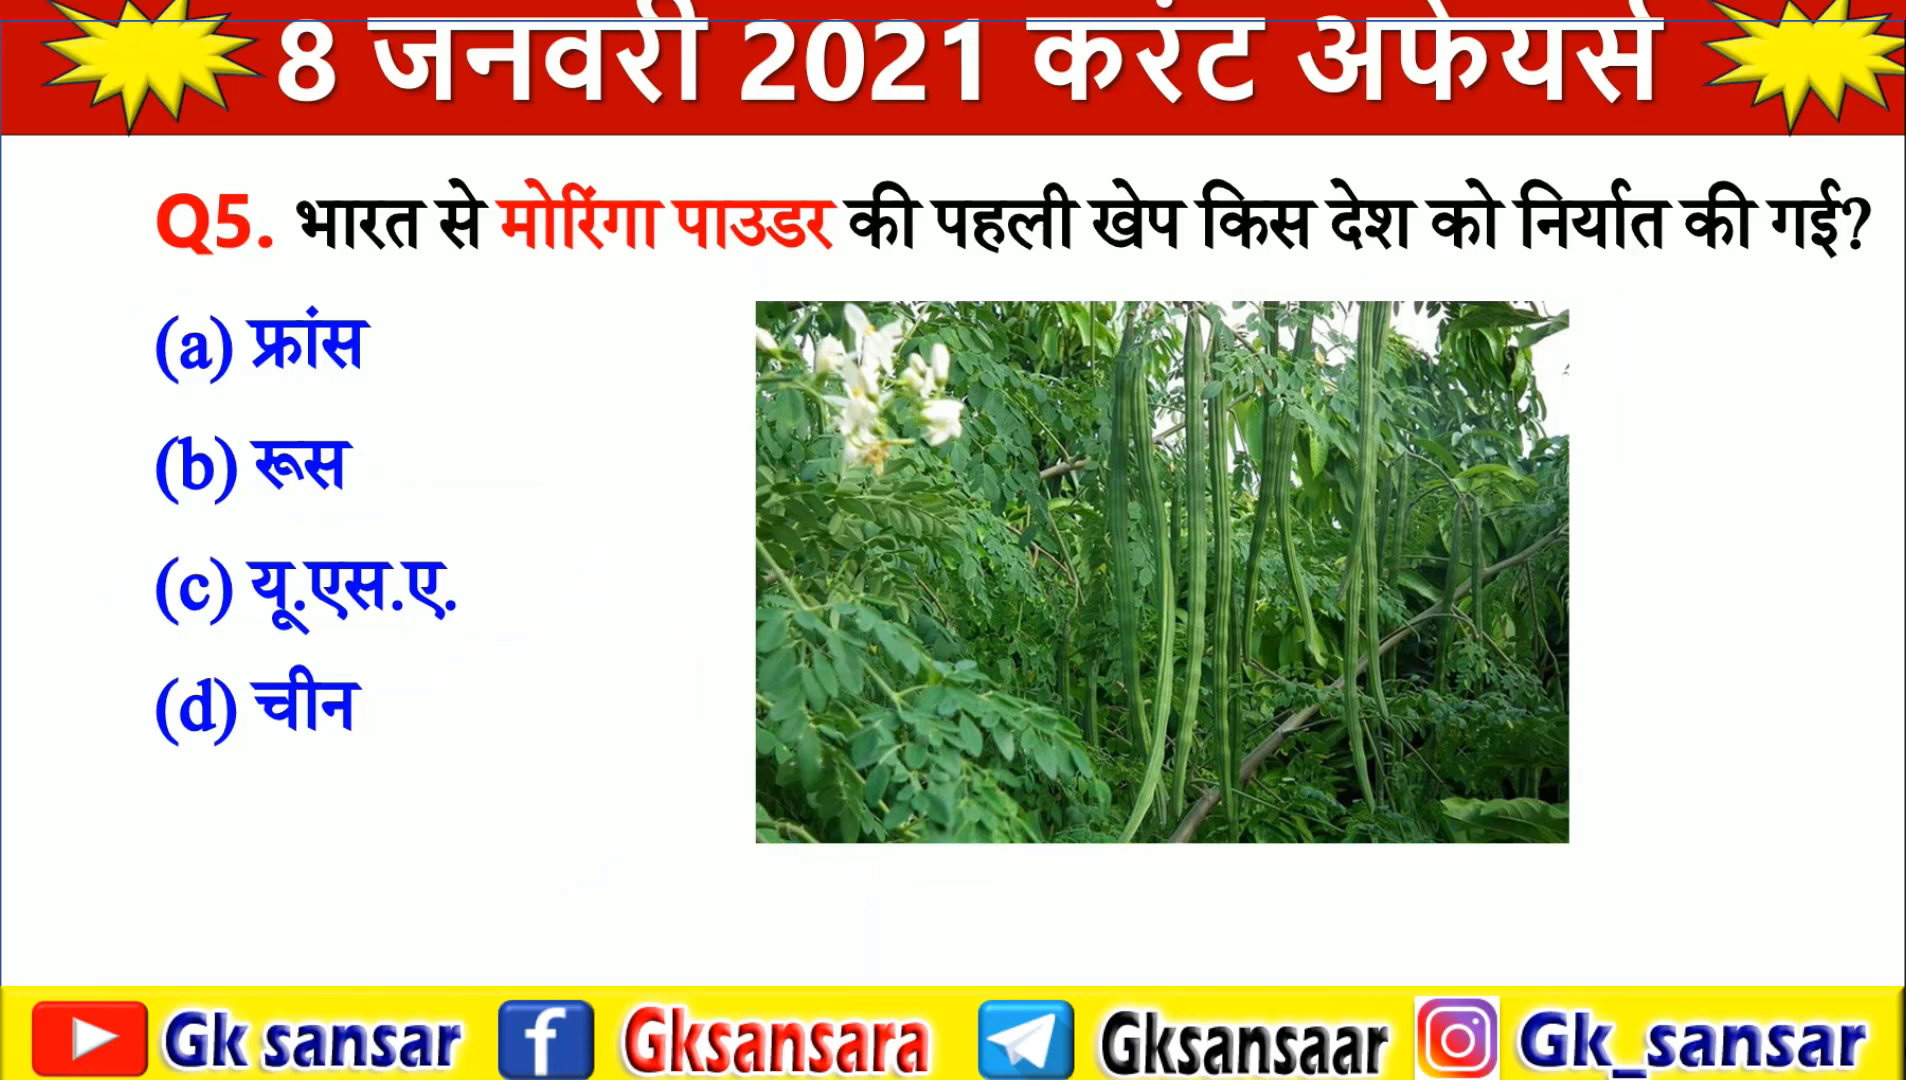 8 जनवरी 2021 करंट अफेयर्स
Q5. भारत से मोरिंगा पाउडर की पहली खेप किस देश को निर्यात की गई?
(a) फ्रांस
(b) रूस
(c) यू.एस.ए.
(d) चीन
Gk sansar f Gksansara Gksansaar Gk_sansar